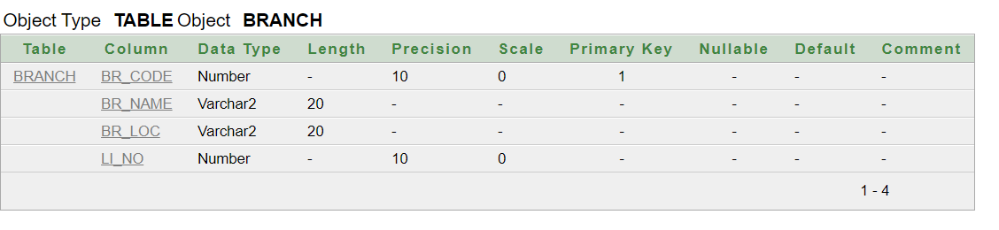 Object Type TABLE Object BRANCH
Table Column Data Type Length Precision Scale Primary Key Nullable Default Comment
BRANCH BR_CODE Number - 10 0 1 - - -
BR_NAME Varchar2 20 - - - - - -
BR_LOC Varchar2 20 - - - - - -
LI_NO Number - 10 0 - - - -
1 - 4